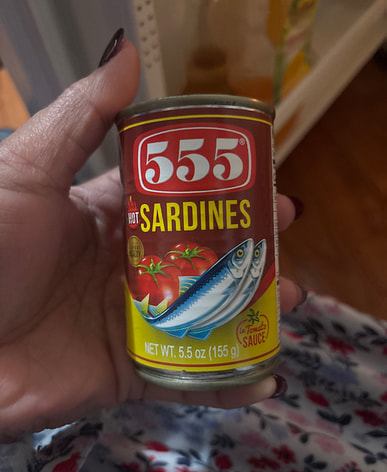 555®
HOT SARDINES
NET WT. 5.5 oz (155 g)
in Tomato
SAUCE